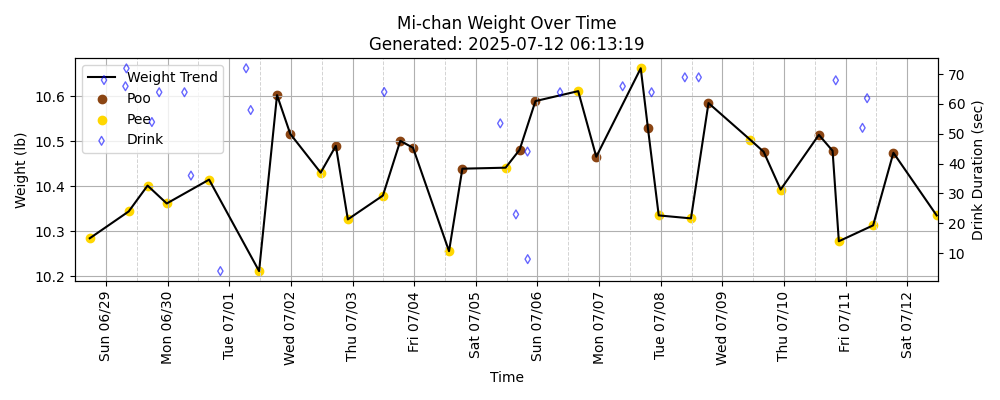 Mi-chan Weight Over Time
Generated: 2025-07-12 06:13:19
Weight Trend
Poo
Pee
Drink
Weight (lb)
10.6
10.5
10.4
10.3
10.2
Drink Duration (sec)
70
60
50
40
30
20
10
Sun 06/29
Mon 06/30
Tue 07/01
Wed 07/02
Thu 07/03
Fri 07/04
Sat 07/05
Sun 07/06
Mon 07/07
Tue 07/08
Wed 07/09
Thu 07/10
Fri 07/11
Sat 07/12
Time